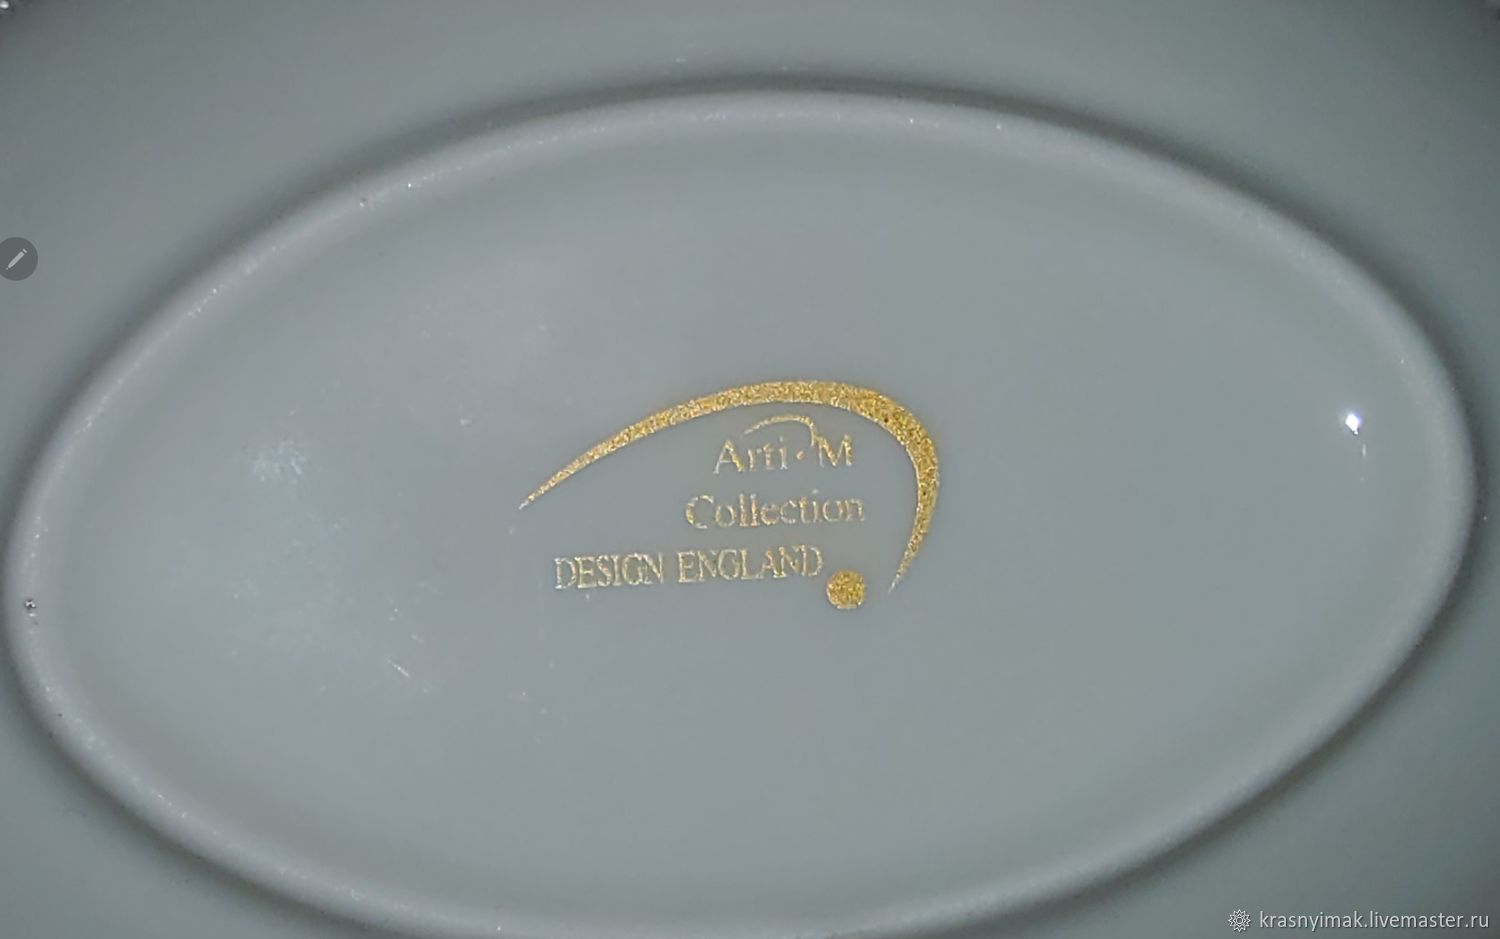 Arti•M
Collection
DESIGN ENGLAND
krasnyimak.livemaster.ru